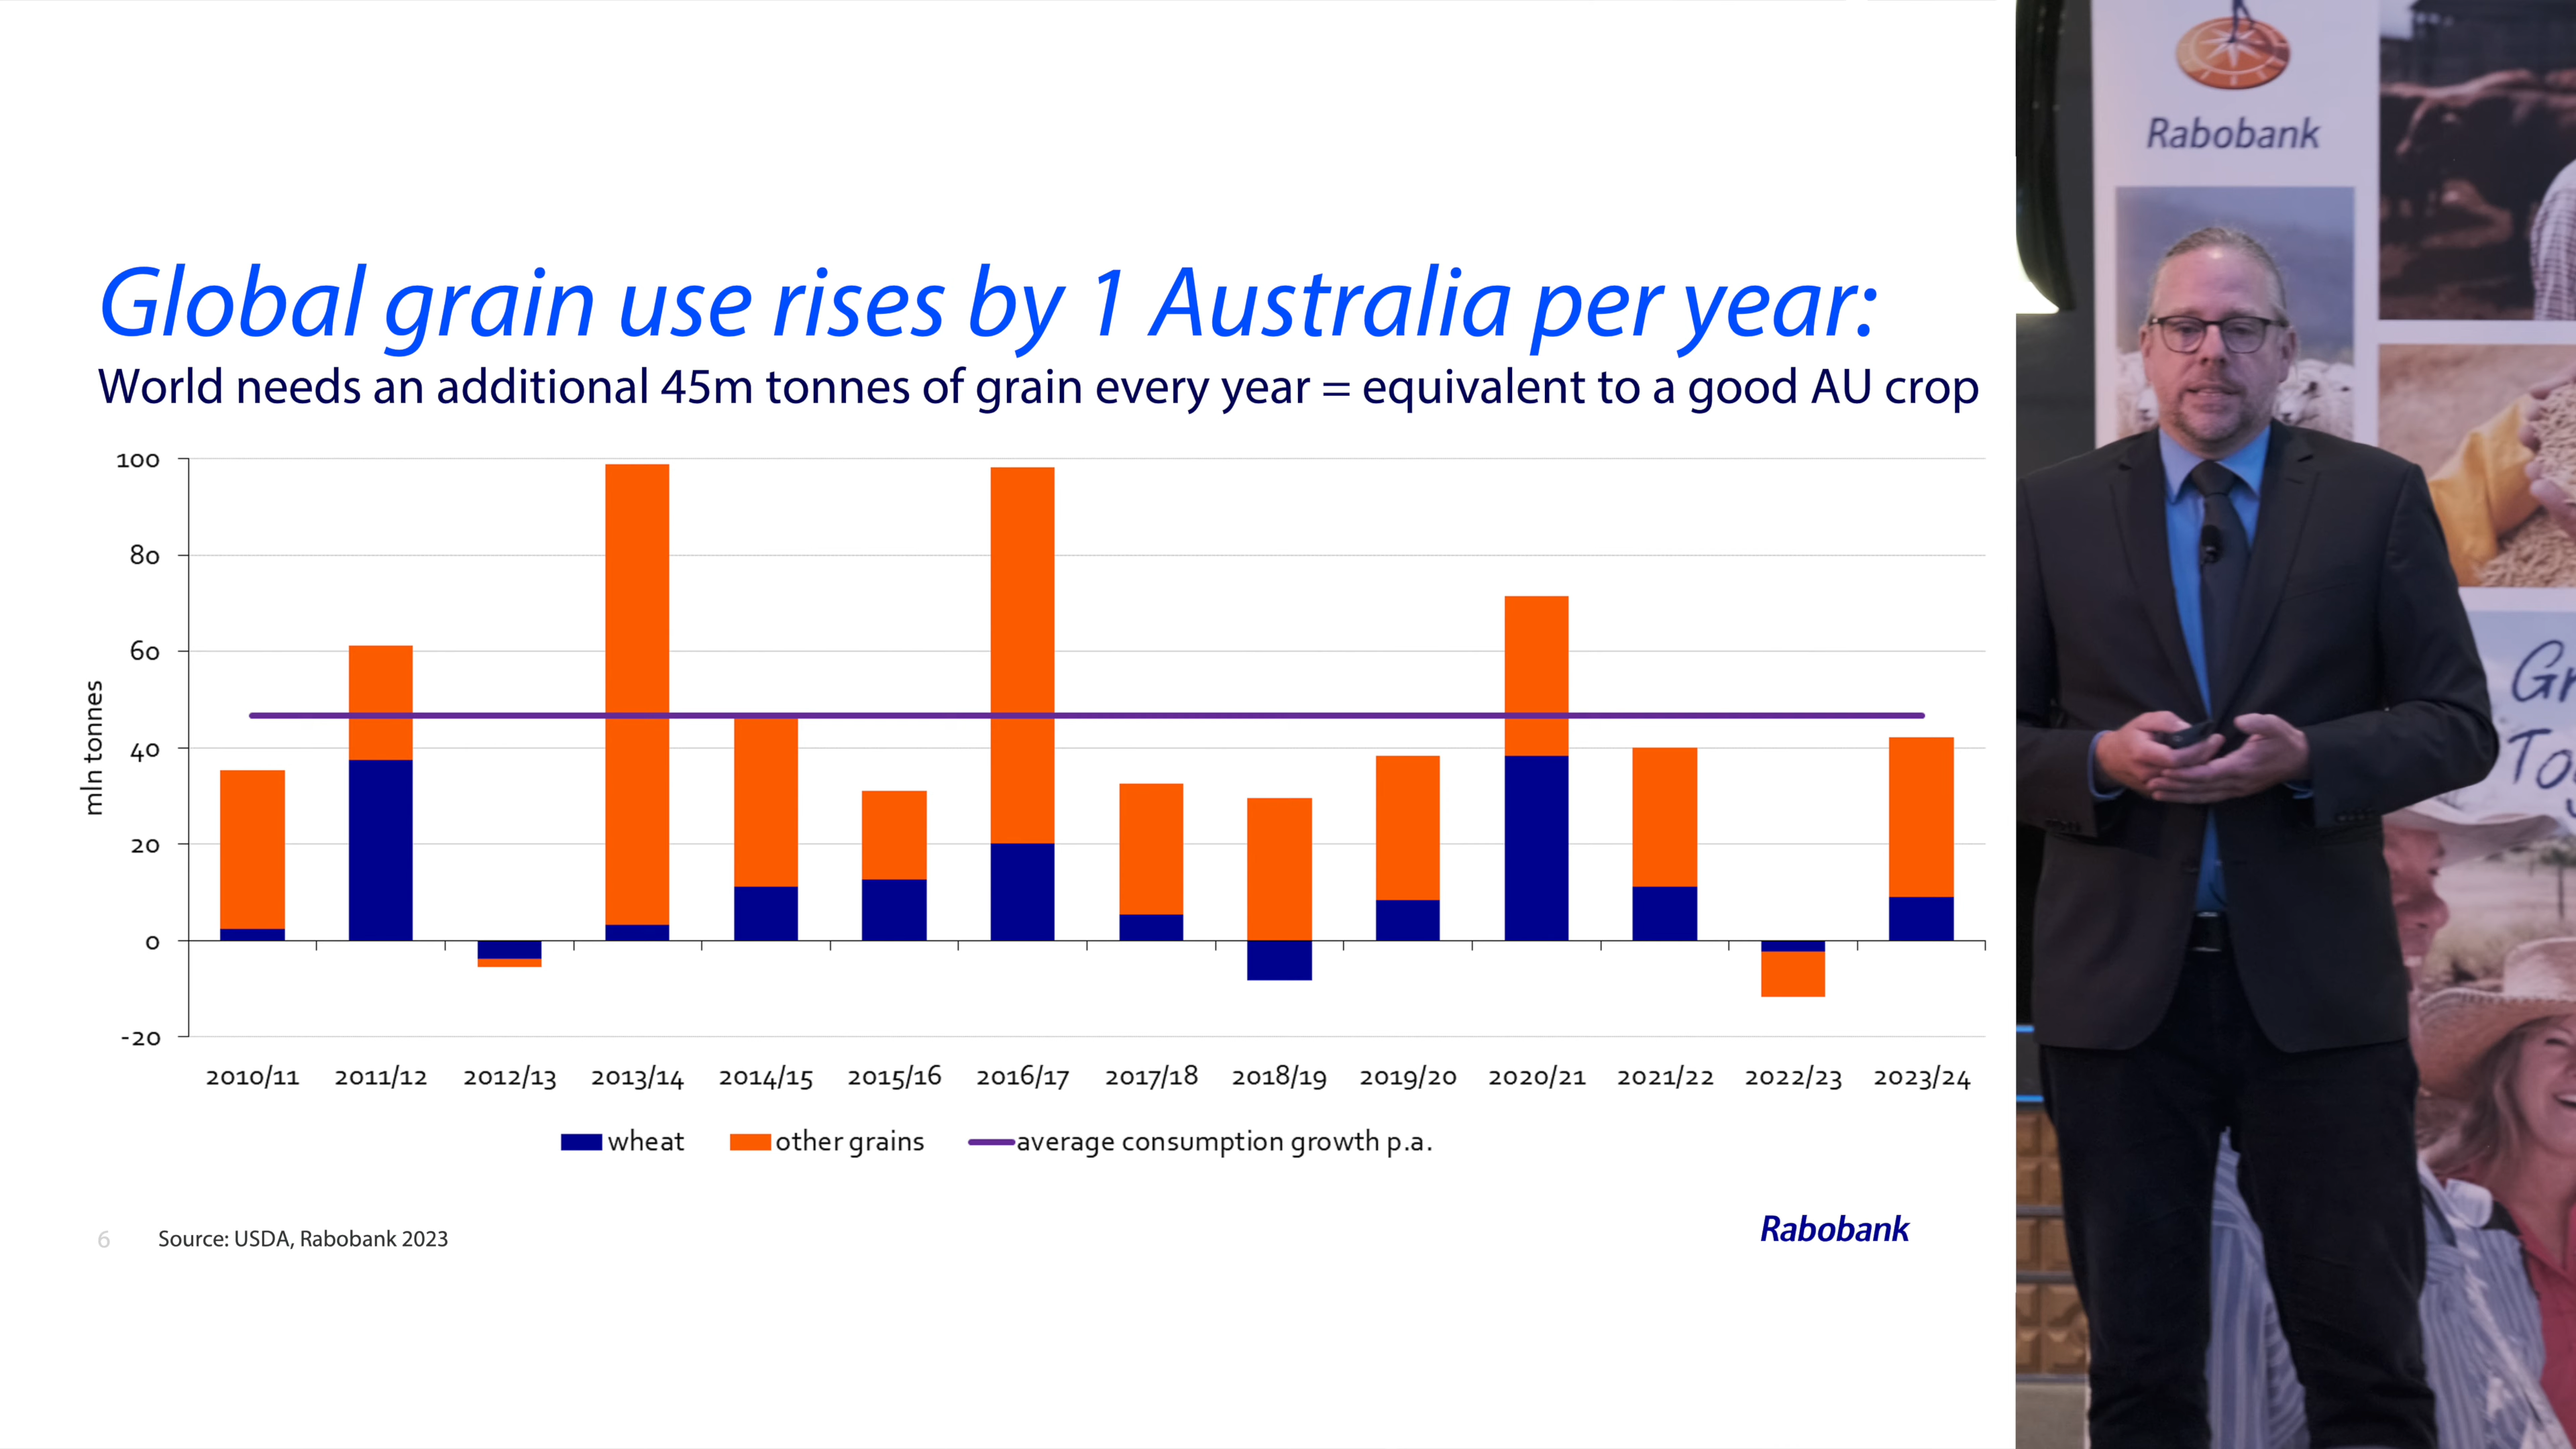 Global grain use rises by 1 Australia per year:
World needs an additional 45m tonnes of grain every year = equivalent to a good AU crop
100
80
60
40
20
0
-20
mln tonnes
2010/11 2011/12 2012/13 2013/14 2014/15 2015/16 2016/17 2017/18 2018/19 2019/20 2020/21 2021/22 2022/23 2023/24
wheat other grains average consumption growth p.a.
6 Source: USDA, Rabobank 2023
Rabobank
Rabobank